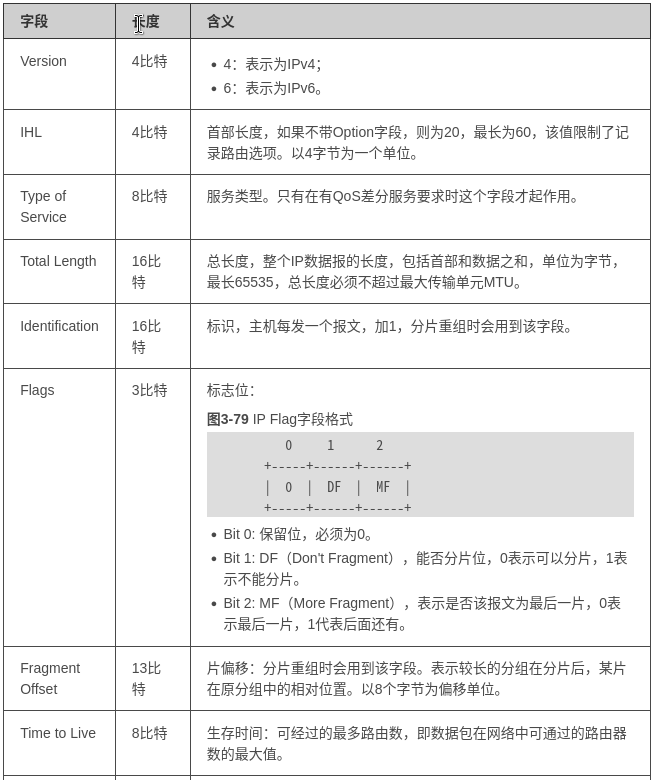 字段 长度 含义
Version 4比特
• 4：表示为IPv4；
• 6：表示为IPv6。
IHL 4比特 首部长度，如果不带Option字段，则为20，最长为60，该值限制了记
录路由选项。以4字节为一个单位。
Type of 8比特 服务类型。只有在有QoS差分服务要求时这个字段才起作用。
Service
Total Length 16比 总长度，整个IP数据报的长度，包括首部和数据之和，单位为字节，
特 最长65535，总长度必须不超过最大传输单元MTU。
Identification 16比 标识，主机每发一个报文，加1，分片重组时会用到该字段。
特
Flags 3比特 标志位：
图3-79 IP Flag字段格式
0 1 2
+-----+------+------+
| 0 | DF | MF |
+-----+------+------+
• Bit 0: 保留位，必须为0。
• Bit 1: DF（Don't Fragment），能否分片位，0表示可以分片，1表
示不能分片。
• Bit 2: MF（More Fragment），表示是否该报文为最后一片，0表
示最后一片，1代表后面还有。
Fragment 13比 片偏移：分片重组时会用到该字段。表示较长的分组在分片后，某片
Offset 特 在原分组中的相对位置。以8个字节为偏移单位。
Time to Live 8比特 生存时间：可经过的最多路由数，即数据包在网络中可通过的路由器
数的最大值。